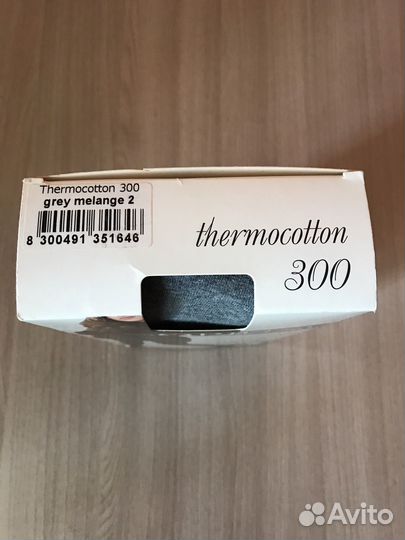 Thermocotton 300
grey melange 2
8 300491 351646
thermocotton
300
Avito